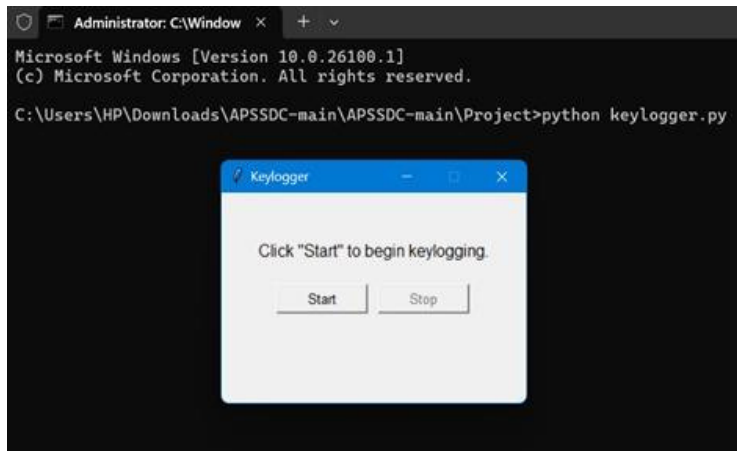 Administrator: C:\Window
Microsoft Windows [Version 10.0.26100.1]
(c) Microsoft Corporation. All rights reserved.
C:\Users\HP\Downloads\APSSDC-main\APSSDC-main\Project>python keylogger.py
Keylogger
Click "Start" to begin keylogging.
Start Stop